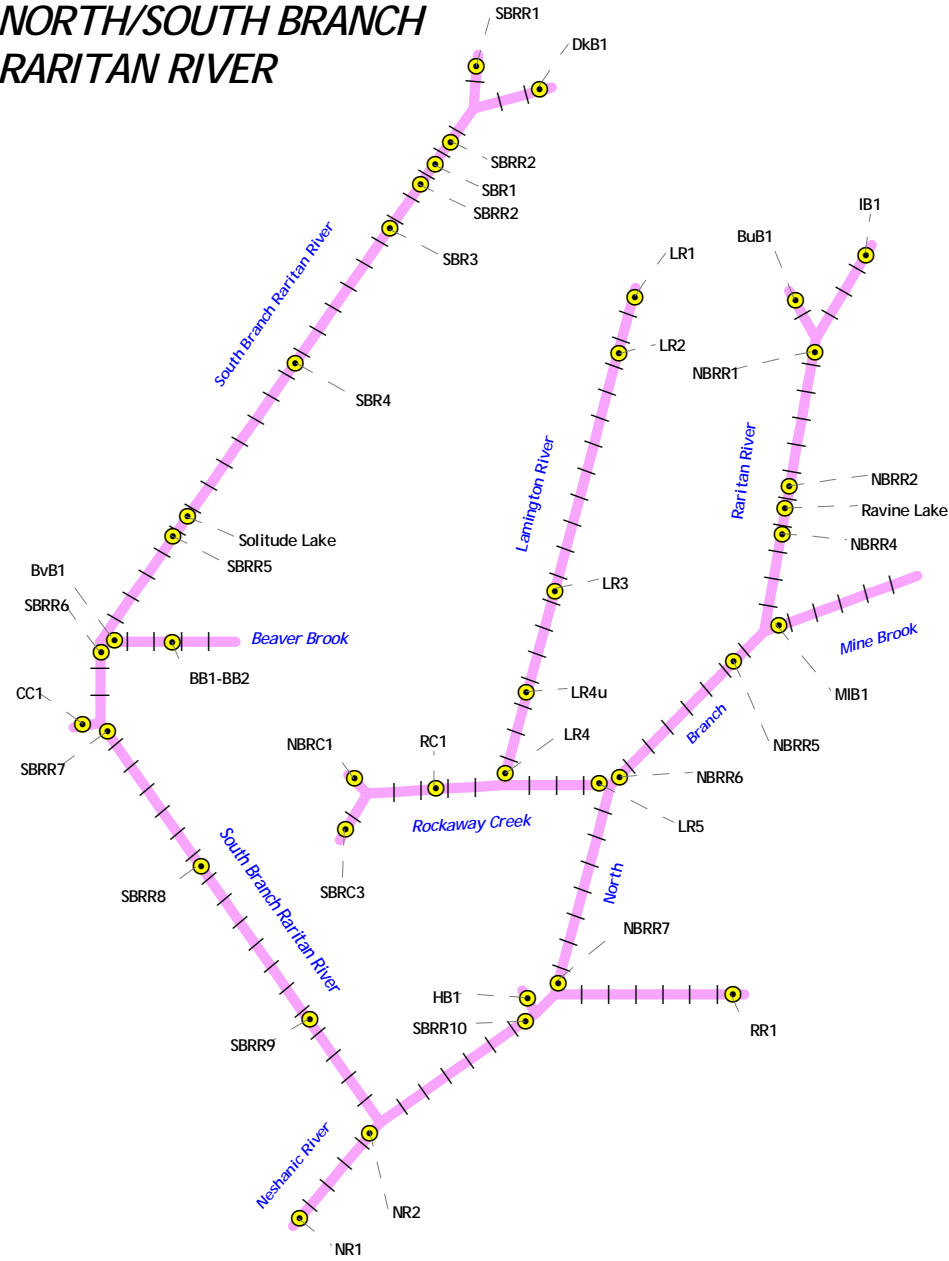 NORTH/SOUTH BRANCH
RARITAN RIVER
SBRR1
DkB1
SBRR2
SBR1
SBRR2
SBR3
South Branch Raritan River
SBR4
IB1
BuB1
LR1
LR2
NBRR1
Lamington River
Raritan River
NBRR2
Ravine Lake
NBRR4
Solitude Lake
SBRR5
BvB1
SBRR6
Beaver Brook
BB1-BB2
LR3
Mine Brook
MIB1
LR4u
CC1
SBRR7
NBRC1
RC1
LR4
Branch
NBRR5
NBRR6
LR5
Rockaway Creek
SBRC3
SBRR8
South Branch Raritan River
North
NBRR7
HB1
SBRR10
RR1
SBRR9
Neshanic River
NR2
NR1